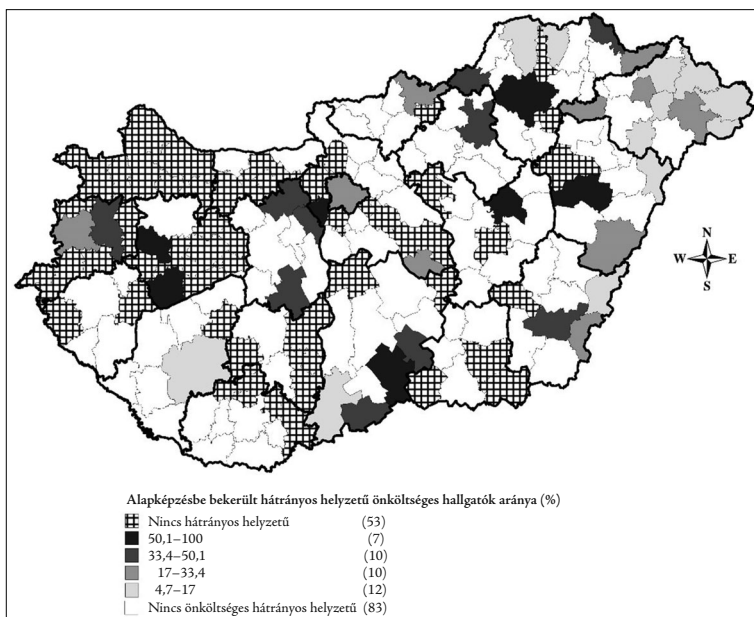 N
W E
S
Alapképzésbe bekerült hátrányos helyzetű önköltséges hallgatók aránya (%)
Nincs hátrányos helyzetű (53)
50,1–100 (7)
33,4–50,1 (10)
17–33,4 (10)
4,7–17 (12)
Nincs önköltséges hátrányos helyzetű (83)